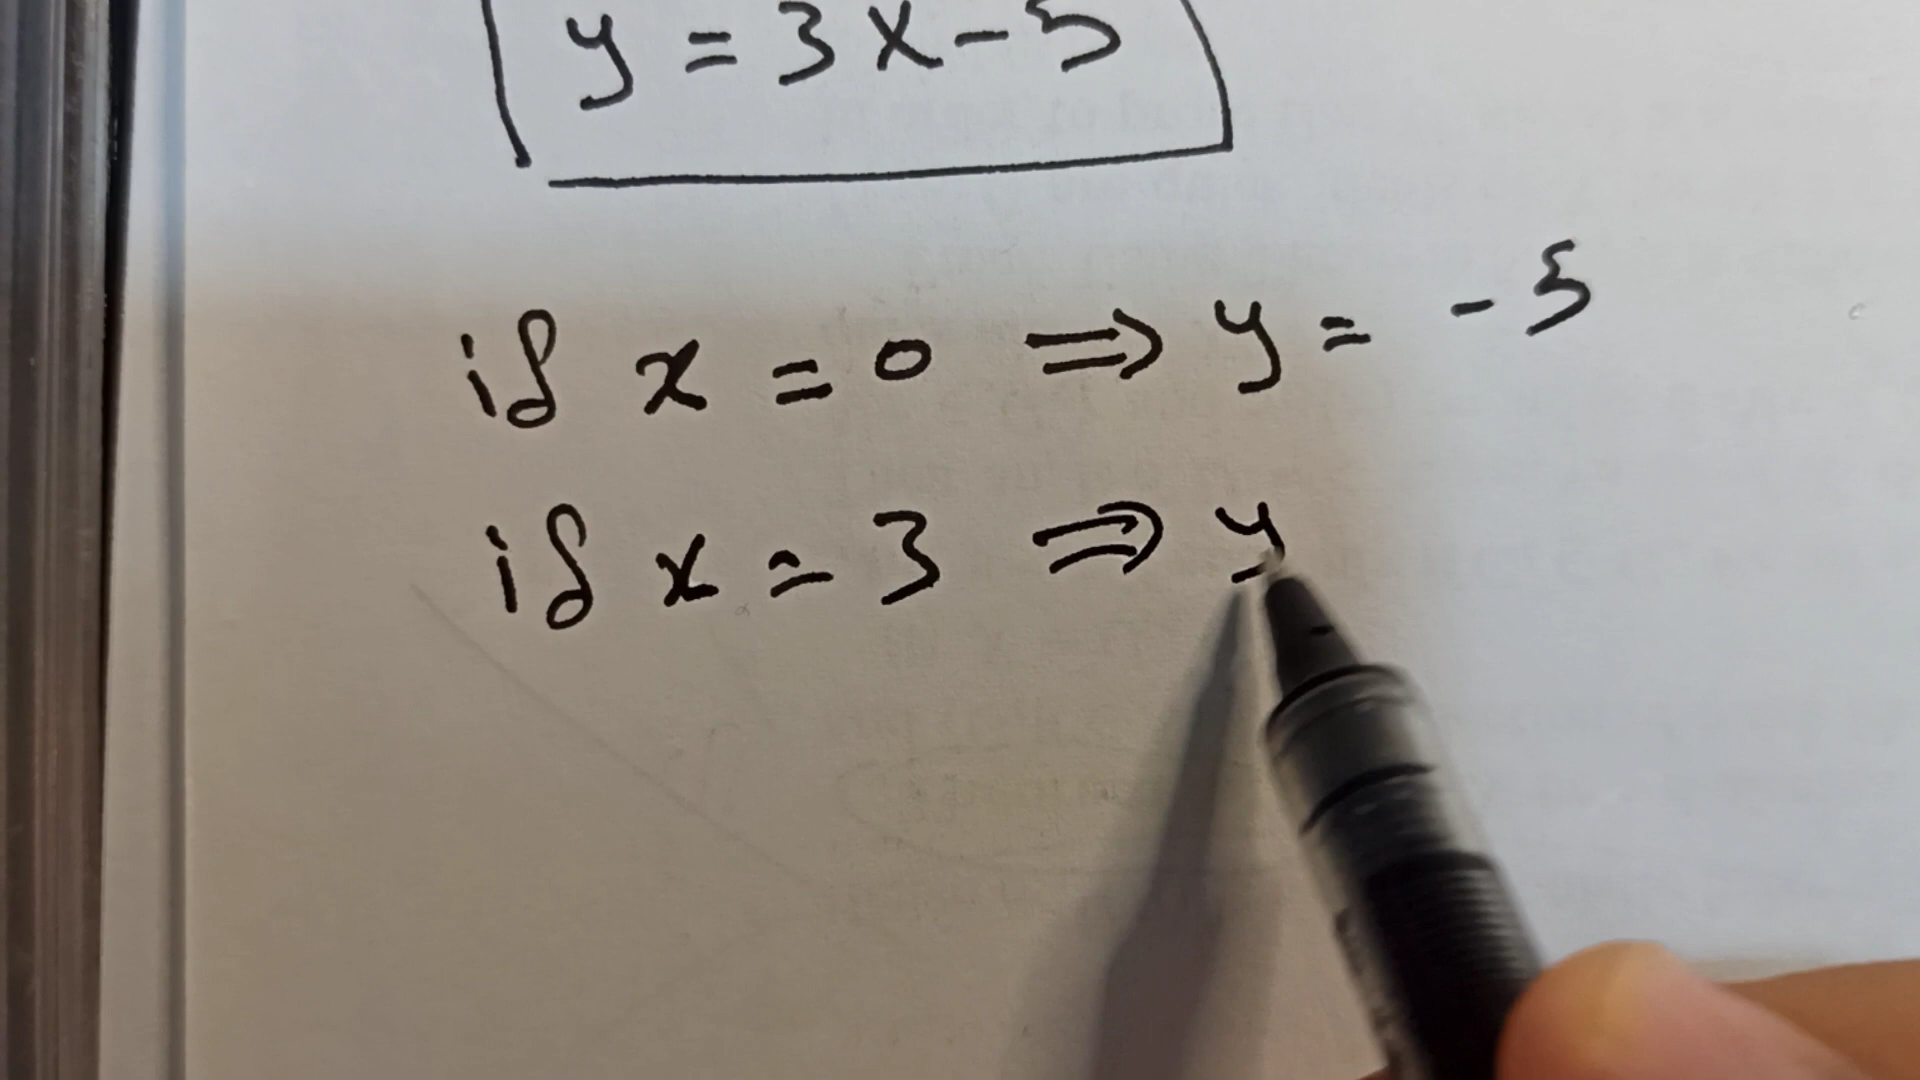 y = 3x - 5
if x = 0 ⇒ y = - 5
if x = 3 ⇒ y